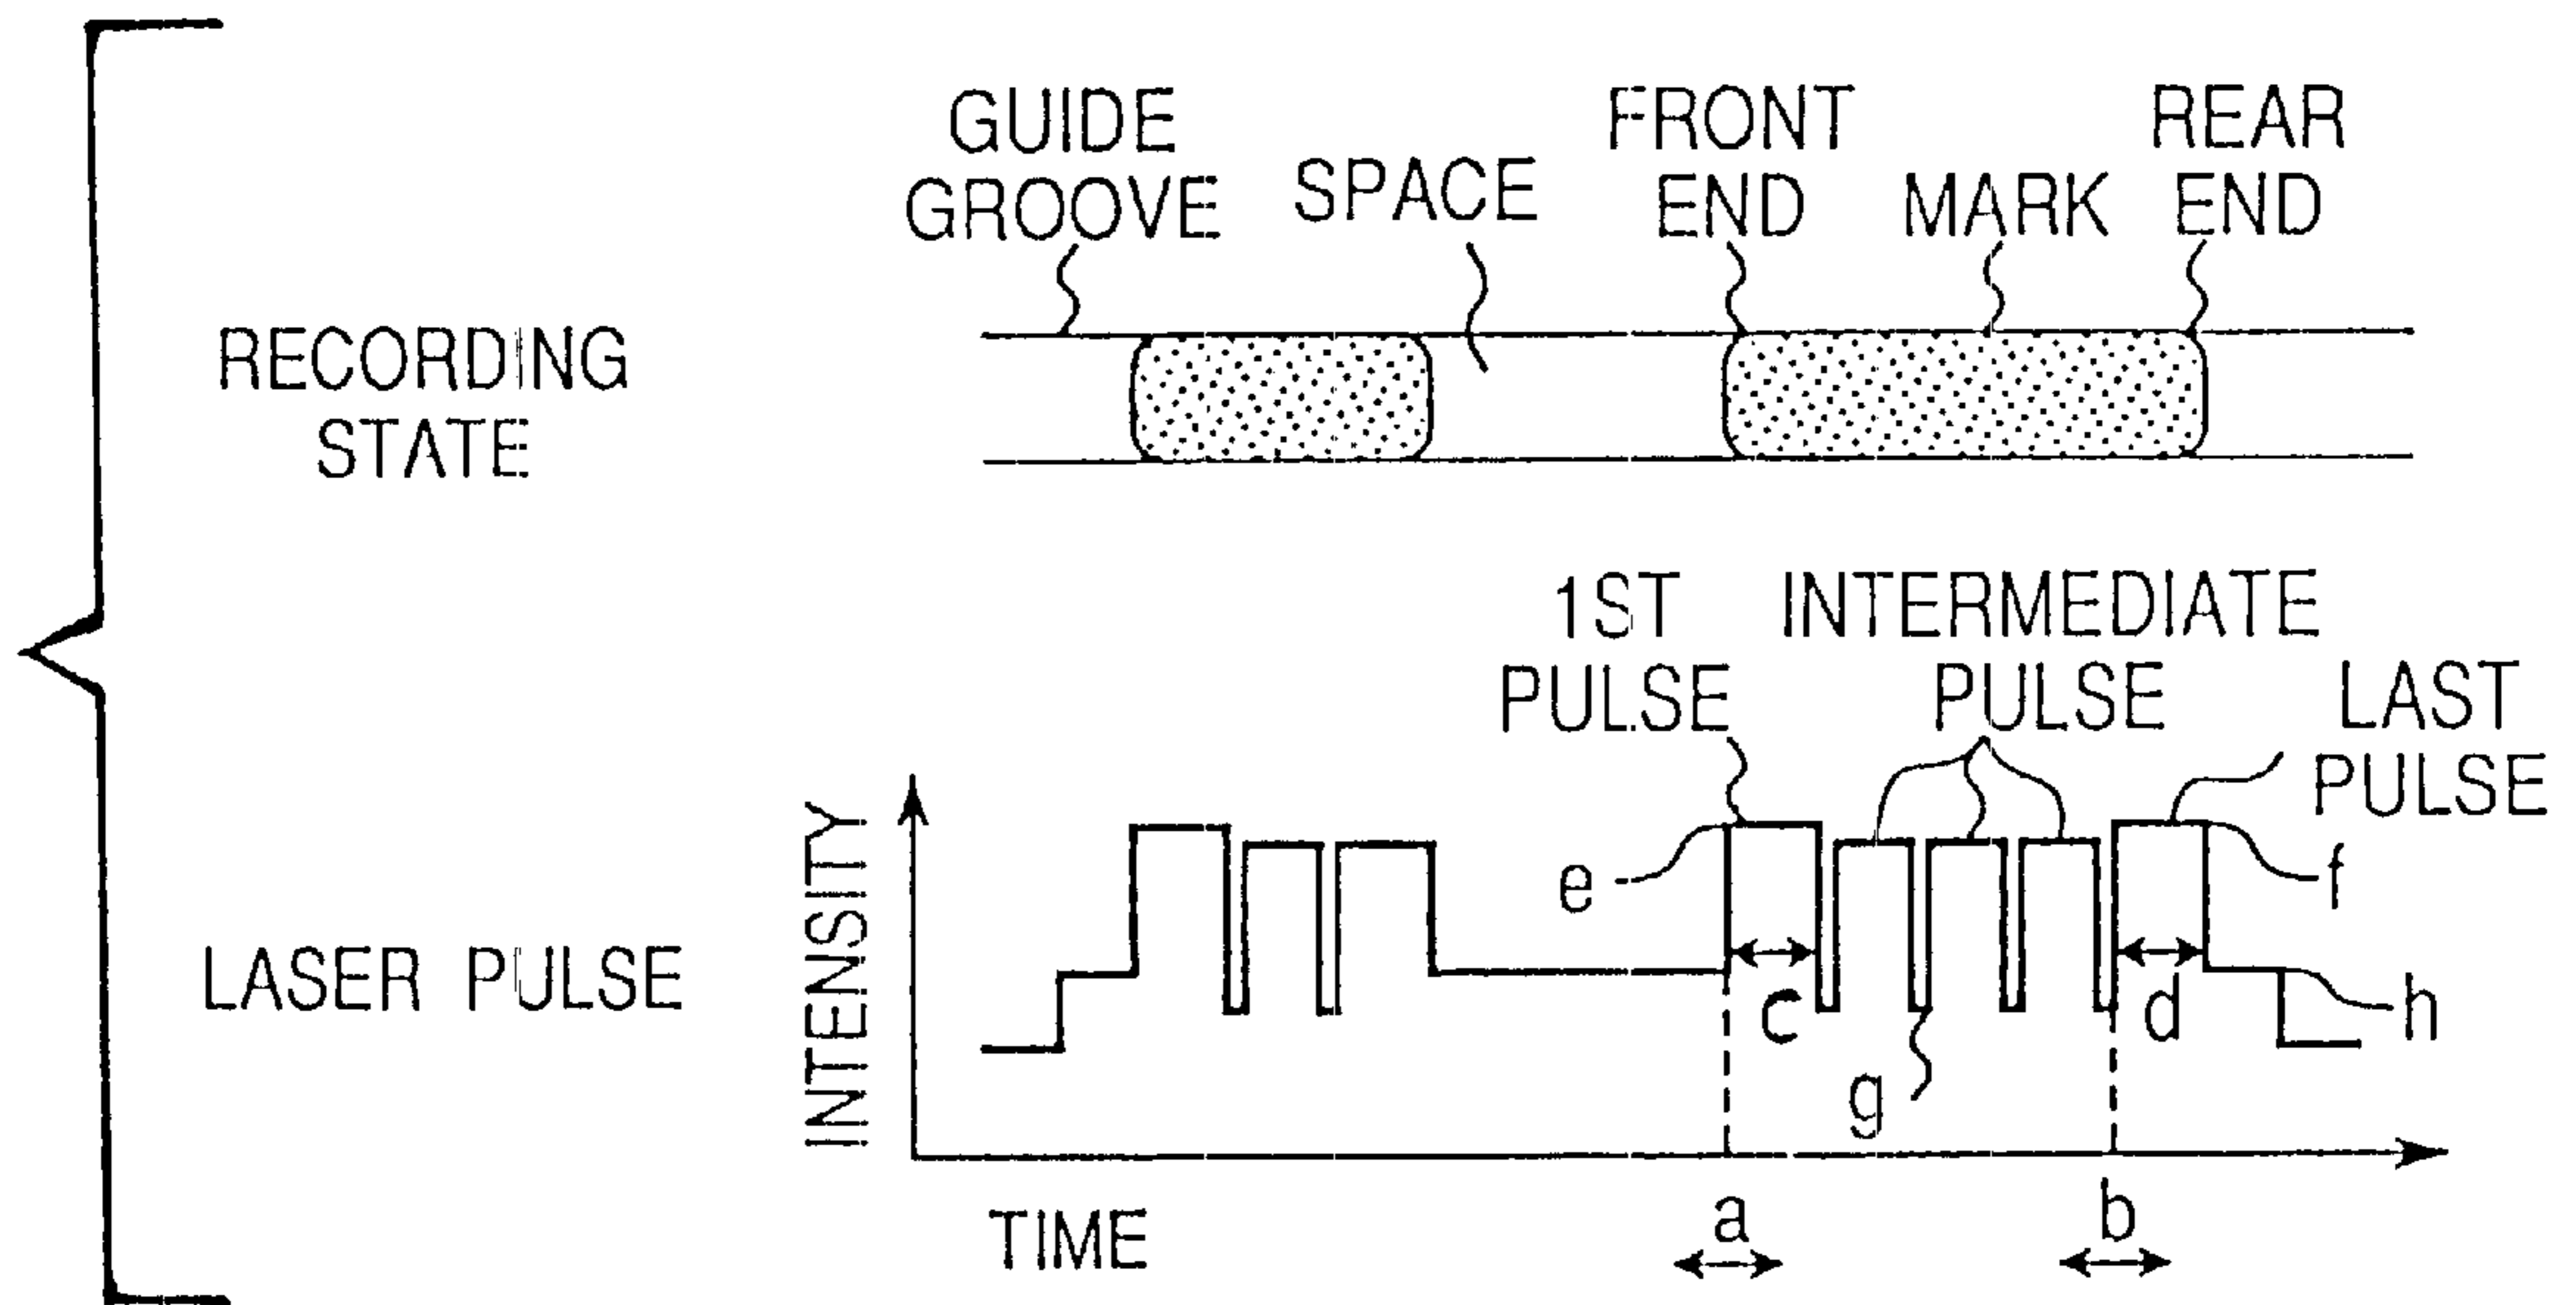 GUIDE
GROOVE
SPACE
FRONT
END
MARK
REAR
END
RECORDING
STATE
1ST
PULSE
INTERMEDIATE
PULSE
LAST
PULSE
LASER PULSE
INTENSITY
e
f
c
d
h
g
TIME
a
b